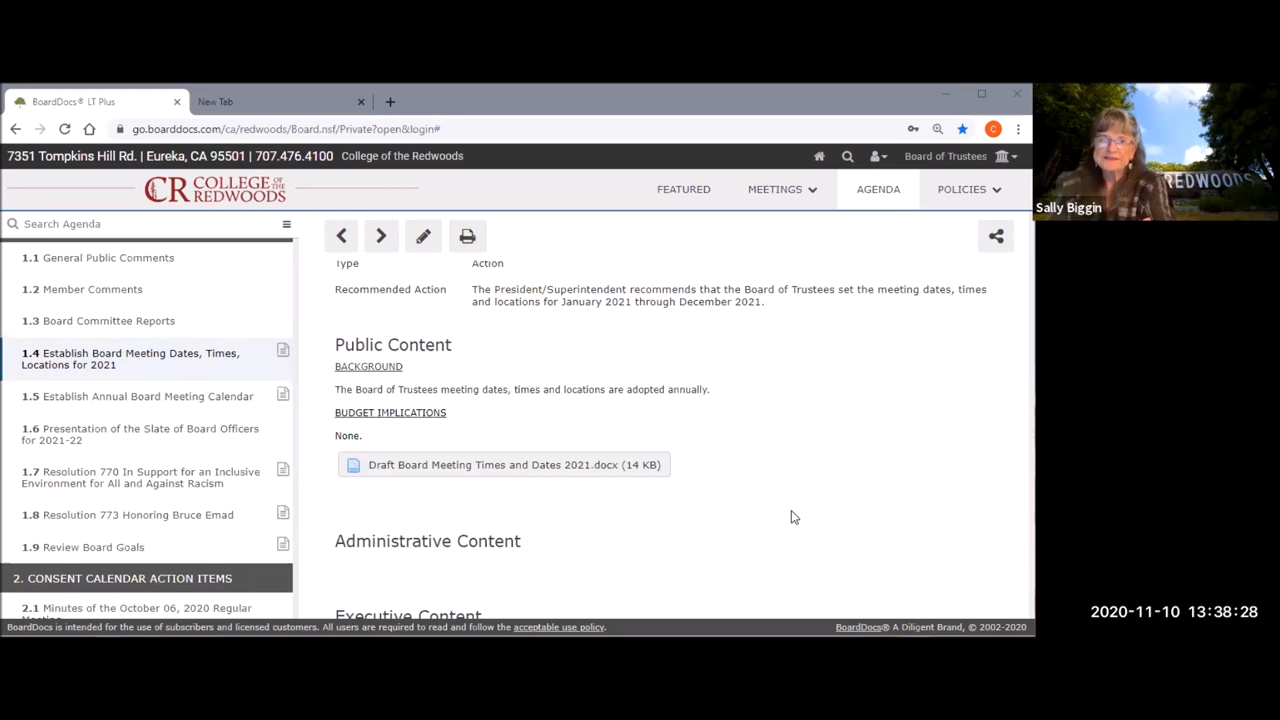 BoardDocs® LT Plus
New Tab
go.boarddocs.com/ca/redwoods/Board.nsf/Private?open&login#
C
7351 Tompkins Hill Rd. | Eureka, CA 95501 | 707.476.4100 College of the Redwoods
Board of Trustees
CR COLLEGE OF THE REDWOODS
FEATURED MEETINGS AGENDA POLICIES
Search Agenda
1.1 General Public Comments
1.2 Member Comments
1.3 Board Committee Reports
1.4 Establish Board Meeting Dates, Times,
Locations for 2021
1.5 Establish Annual Board Meeting Calendar
1.6 Presentation of the Slate of Board Officers
for 2021-22
1.7 Resolution 770 In Support for an Inclusive
Environment for All and Against Racism
1.8 Resolution 773 Honoring Bruce Emad
1.9 Review Board Goals
2. CONSENT CALENDAR ACTION ITEMS
2.1 Minutes of the October 06, 2020 Regular
Meeting
Type Action
Recommended Action The President/Superintendent recommends that the Board of Trustees set the meeting dates, times
and locations for January 2021 through December 2021.
Public Content
BACKGROUND
The Board of Trustees meeting dates, times and locations are adopted annually.
BUDGET IMPLICATIONS
None.
Draft Board Meeting Times and Dates 2021.docx (14 KB)
Administrative Content
Executive Content
BoardDocs is intended for the use of subscribers and licensed customers. All users are required to read and follow the acceptable use policy.
BoardDocs® A Diligent Brand, © 2002-2020
REDWOODS
Sally Biggin
2020-11-10 13:38:28